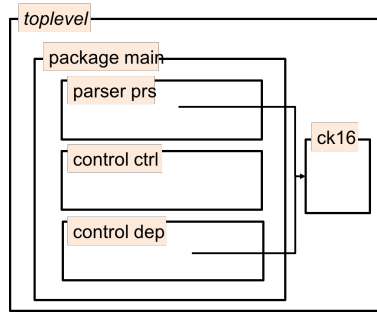 toplevel
package main
parser prs
ck16
control ctrl
control dep